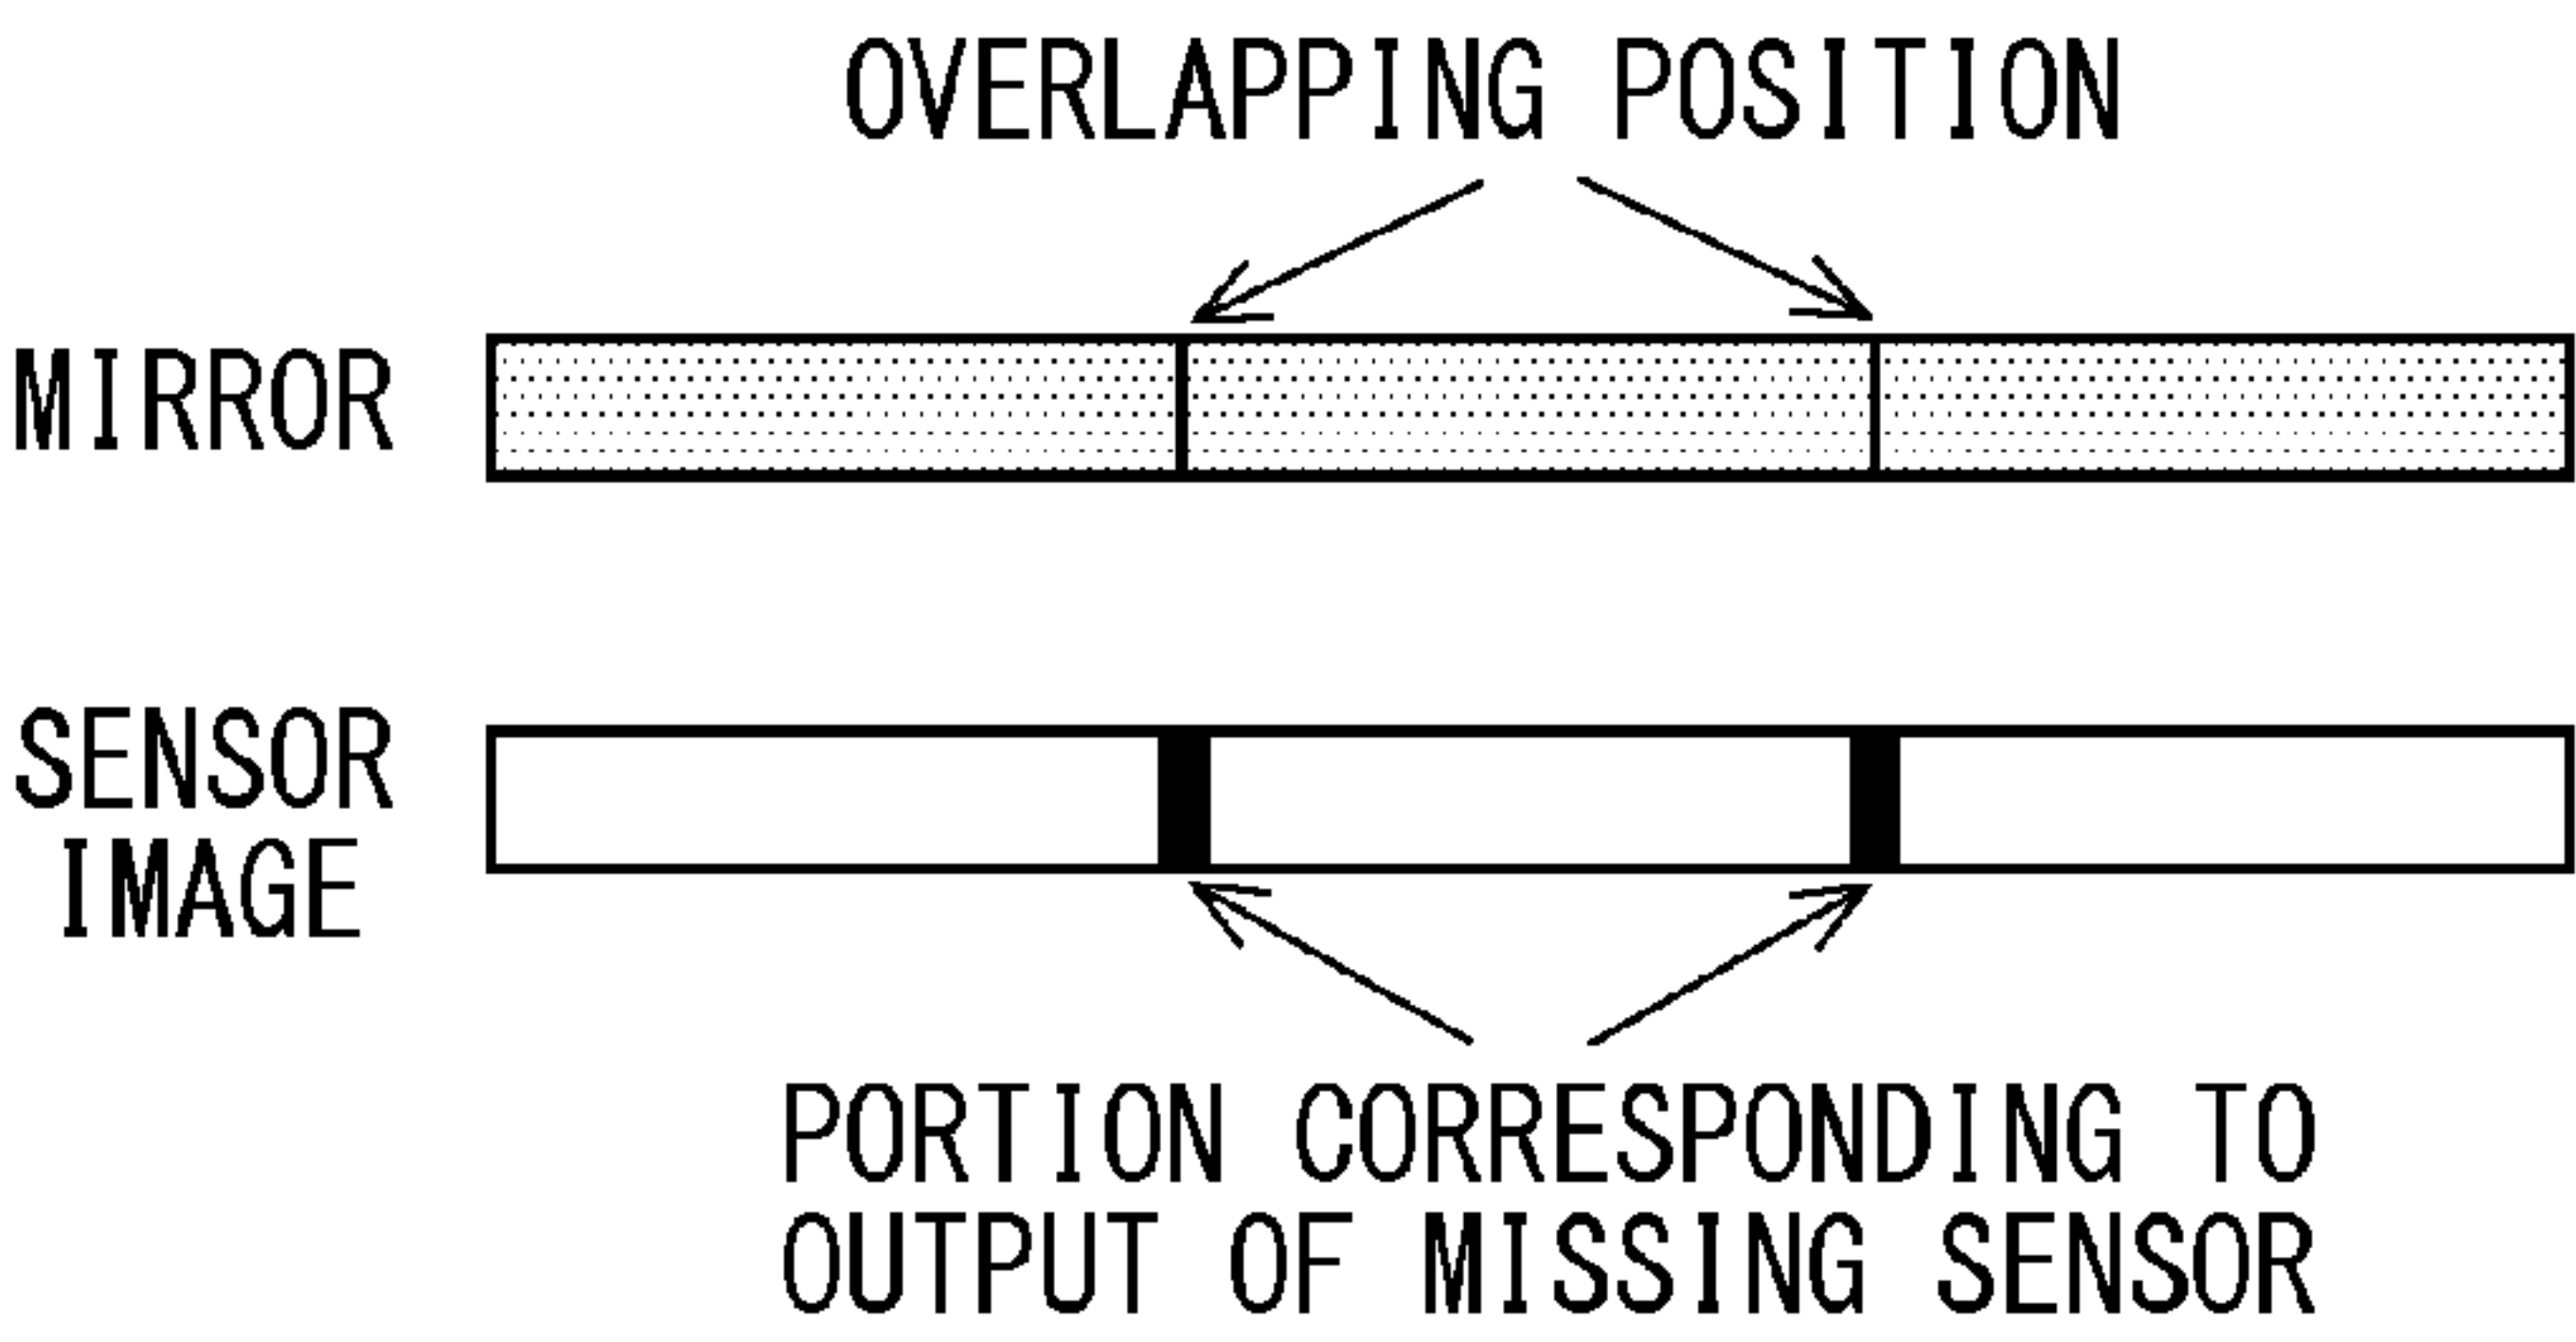 OVERLAPPING POSITION
MIRROR
SENSOR
IMAGE
PORTION CORRESPONDING TO
OUTPUT OF MISSING SENSOR